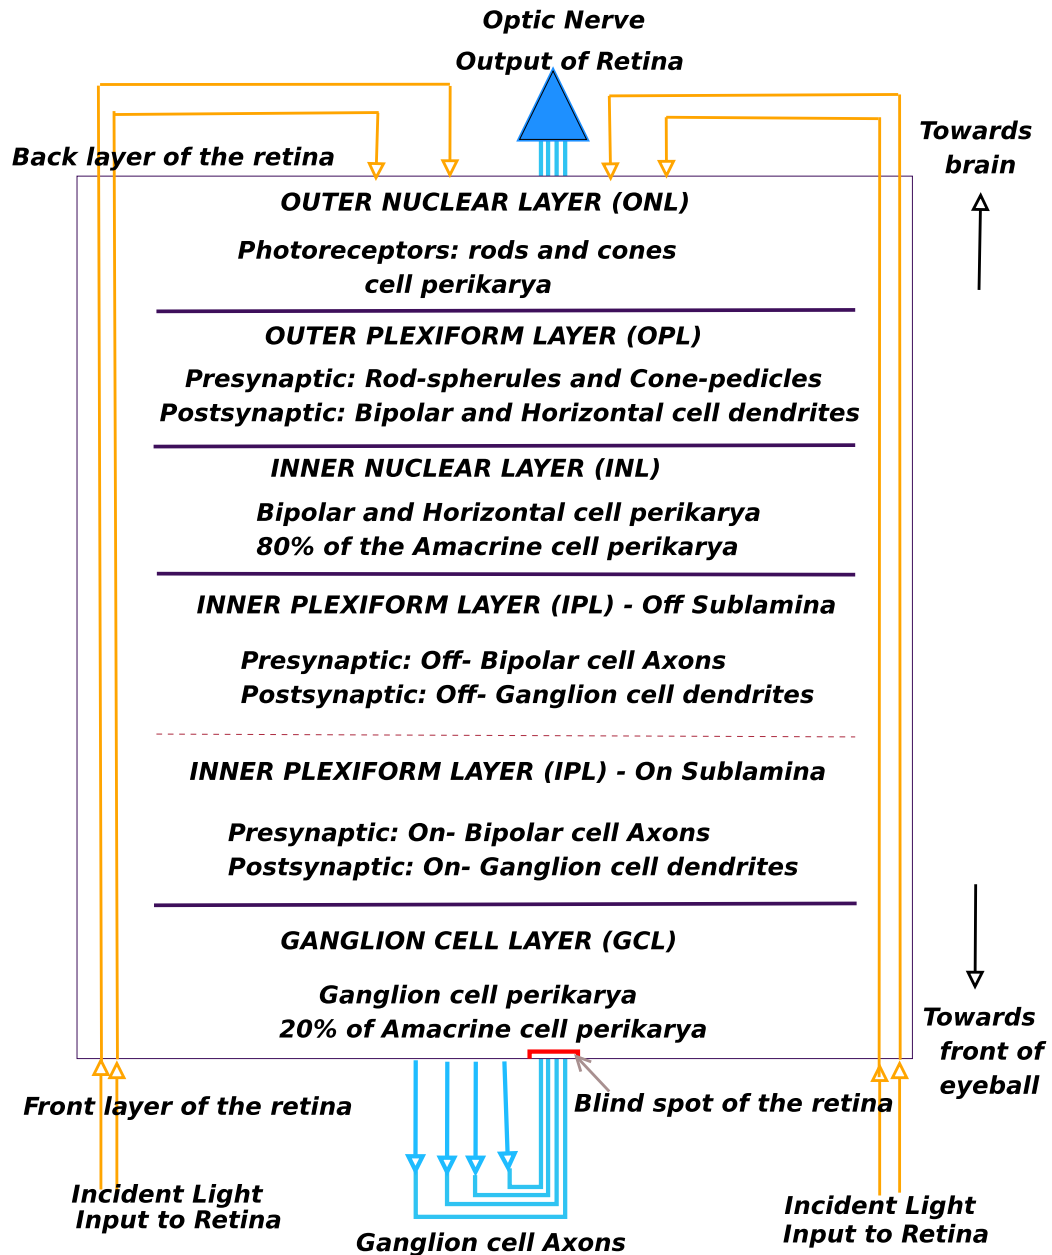 Optic Nerve
Output of Retina
Towards
brain
Back layer of the retina
OUTER NUCLEAR LAYER (ONL)
Photoreceptors: rods and cones
cell perikarya
OUTER PLEXIFORM LAYER (OPL)
Presynaptic: Rod-spherules and Cone-pedicles
Postsynaptic: Bipolar and Horizontal cell dendrites
INNER NUCLEAR LAYER (INL)
Bipolar and Horizontal cell perikarya
80% of the Amacrine cell perikarya
INNER PLEXIFORM LAYER (IPL) - Off Sublamina
Presynaptic: Off- Bipolar cell Axons
Postsynaptic: Off- Ganglion cell dendrites
INNER PLEXIFORM LAYER (IPL) - On Sublamina
Presynaptic: On- Bipolar cell Axons
Postsynaptic: On- Ganglion cell dendrites
GANGLION CELL LAYER (GCL)
Ganglion cell perikarya
20% of Amacrine cell perikarya
Towards
front of
eyeball
Front layer of the retina
Blind spot of the retina
Incident Light
Input to Retina
Incident Light
Input to Retina
Ganglion cell Axons